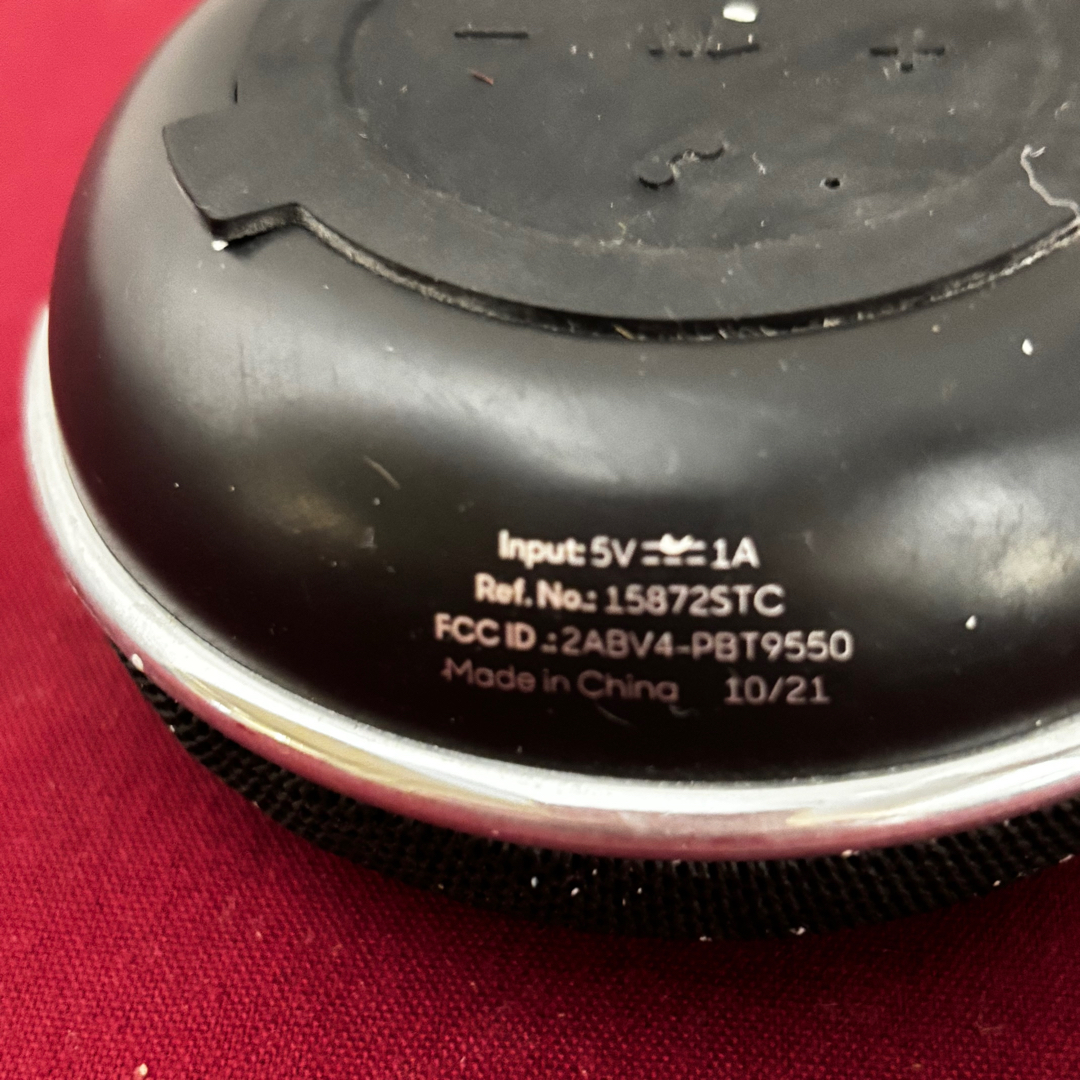 Input: 5V ⎓ 1A
Ref. No.: 15872STC
FCC ID .: 2ABV4-PBT9550
Made in China 10/21